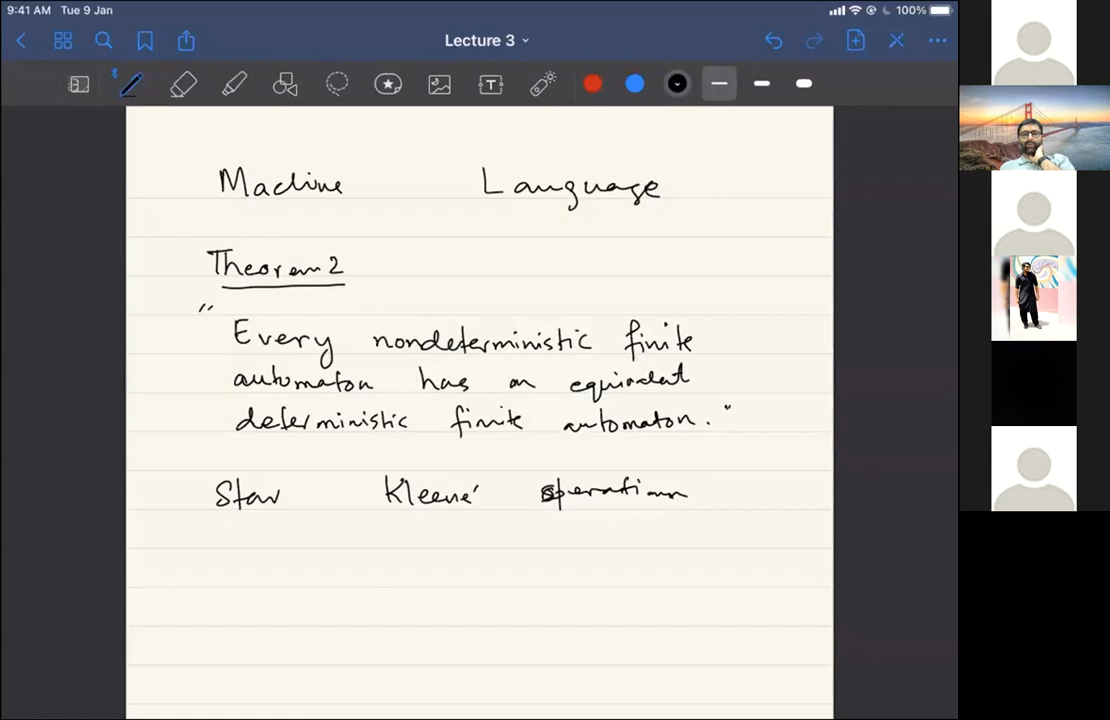 9:41 AM Tue 9 Jan
100%
Lecture 3
T
Machine Language
Theorem 2
"Every nondeterministic finite
automaton has an equivalent
deterministic finite automaton."
Star Kleene operation